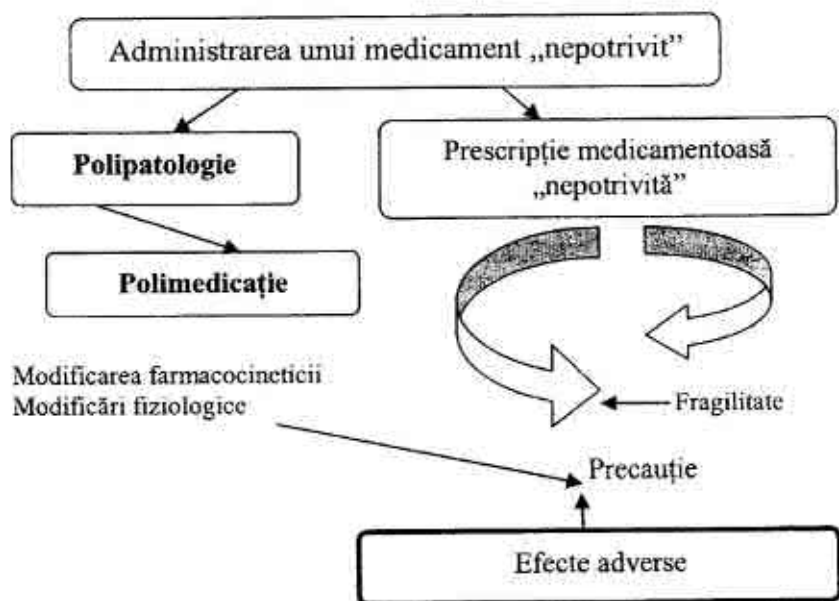 Administrarea unui medicament „nepotrivit”
Polipatologie
Prescripție medicamentoasă
„nepotrivită”
Polimedicație
Modificarea farmacocineticii
Modificări fiziologice
Fragilitate
Precauție
Efecte adverse